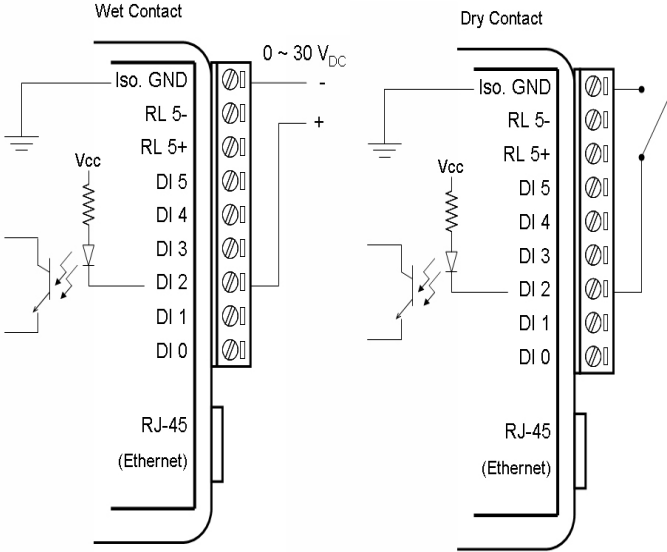 Wet Contact
0 ~ 30 VDC
Iso. GND
-
RL 5-
+
RL 5+
Vcc
DI 5
DI 4
DI 3
DI 2
DI 1
DI 0
RJ-45
(Ethernet)
Dry Contact
Iso. GND
RL 5-
RL 5+
Vcc
DI 5
DI 4
DI 3
DI 2
DI 1
DI 0
RJ-45
(Ethernet)